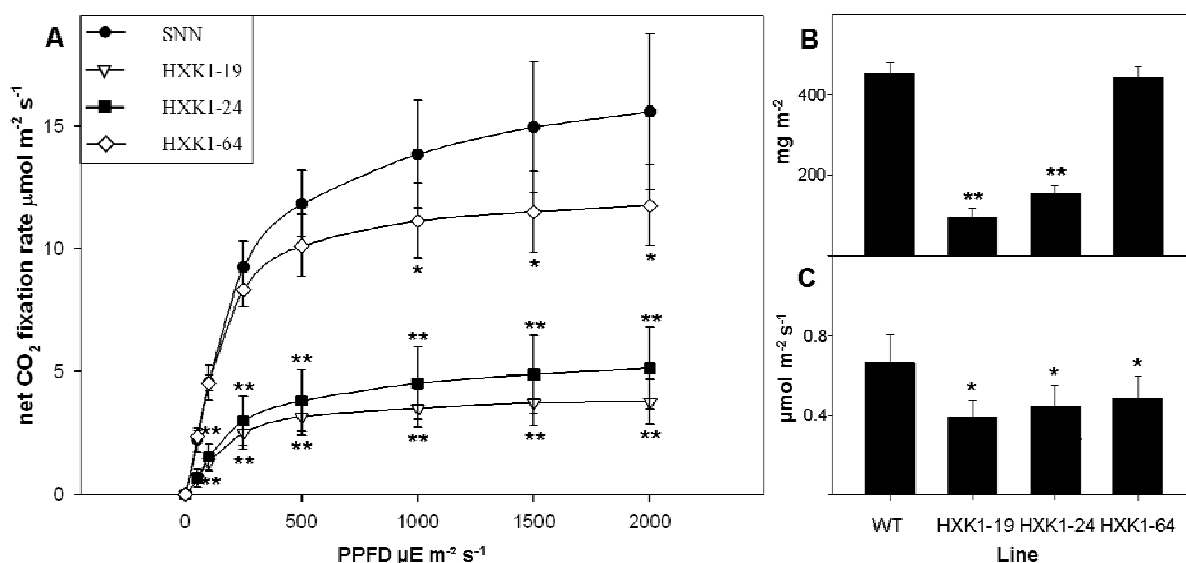 A
SNN
HXK1-19
HXK1-24
HXK1-64
net CO₂ fixation rate µmol m⁻² s⁻¹
15
10
5
0
**
**
**
**
**
**
*
**
**
*
**
**
*
**
**
0 500 1000 1500 2000
PPFD µE m⁻² s⁻¹
B
mg m⁻²
400
200
**
**
C
µmol m⁻² s⁻¹
0.8
0.4
*
*
*
WT HXK1-19 HXK1-24 HXK1-64
Line